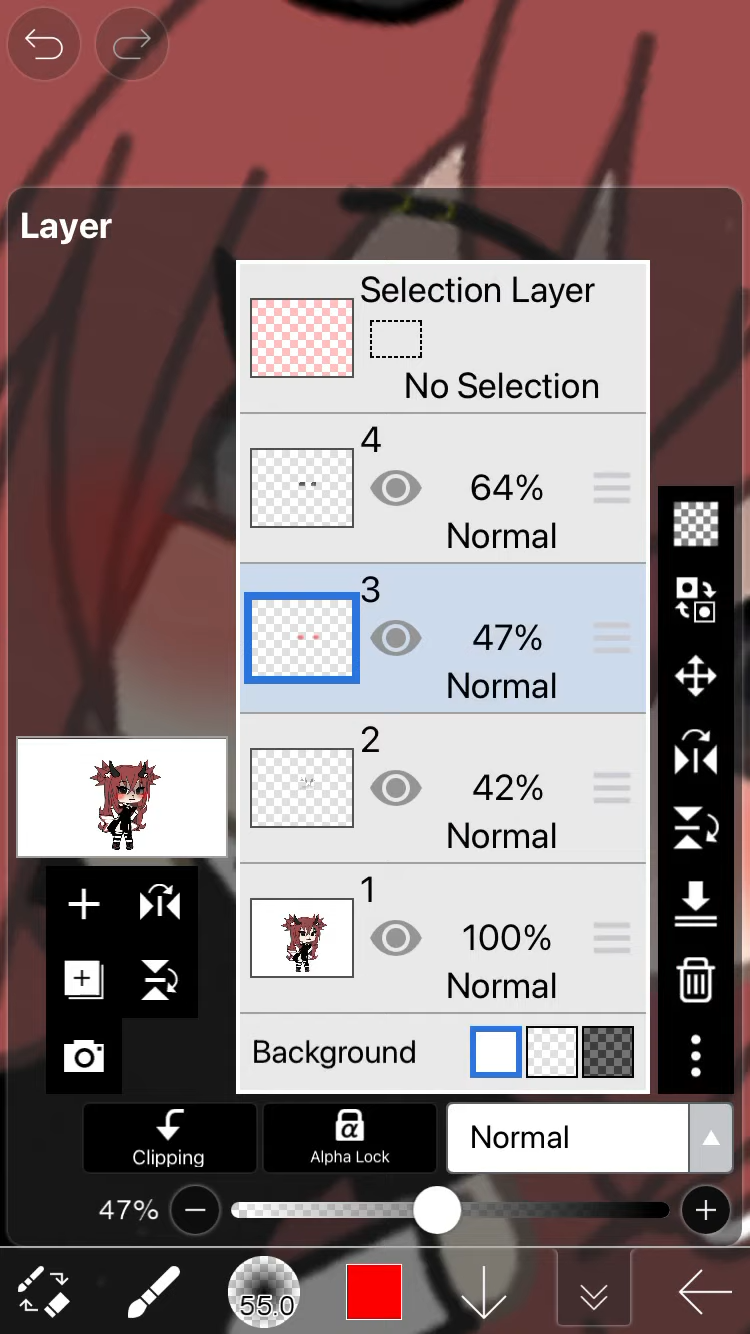 Layer
Selection Layer
No Selection
4
64%
Normal
3
47%
Normal
2
42%
Normal
1
100%
Normal
Background
Clipping
α
Alpha Lock
Normal
47%
55.0